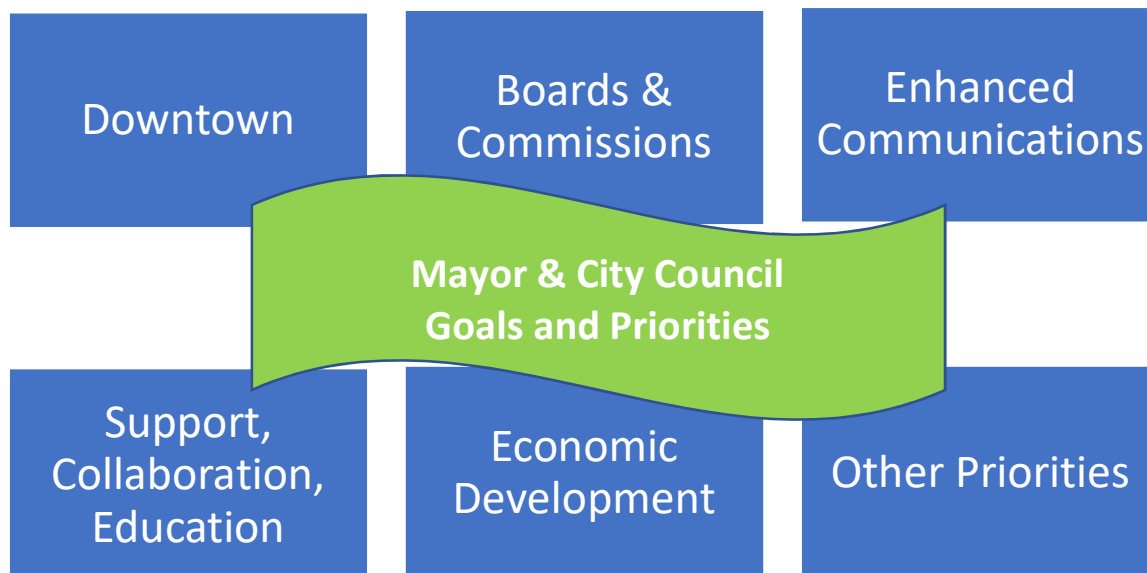 Downtown
Boards &
Commissions
Enhanced
Communications
Mayor & City Council
Goals and Priorities
Support,
Collaboration,
Education
Economic
Development
Other Priorities